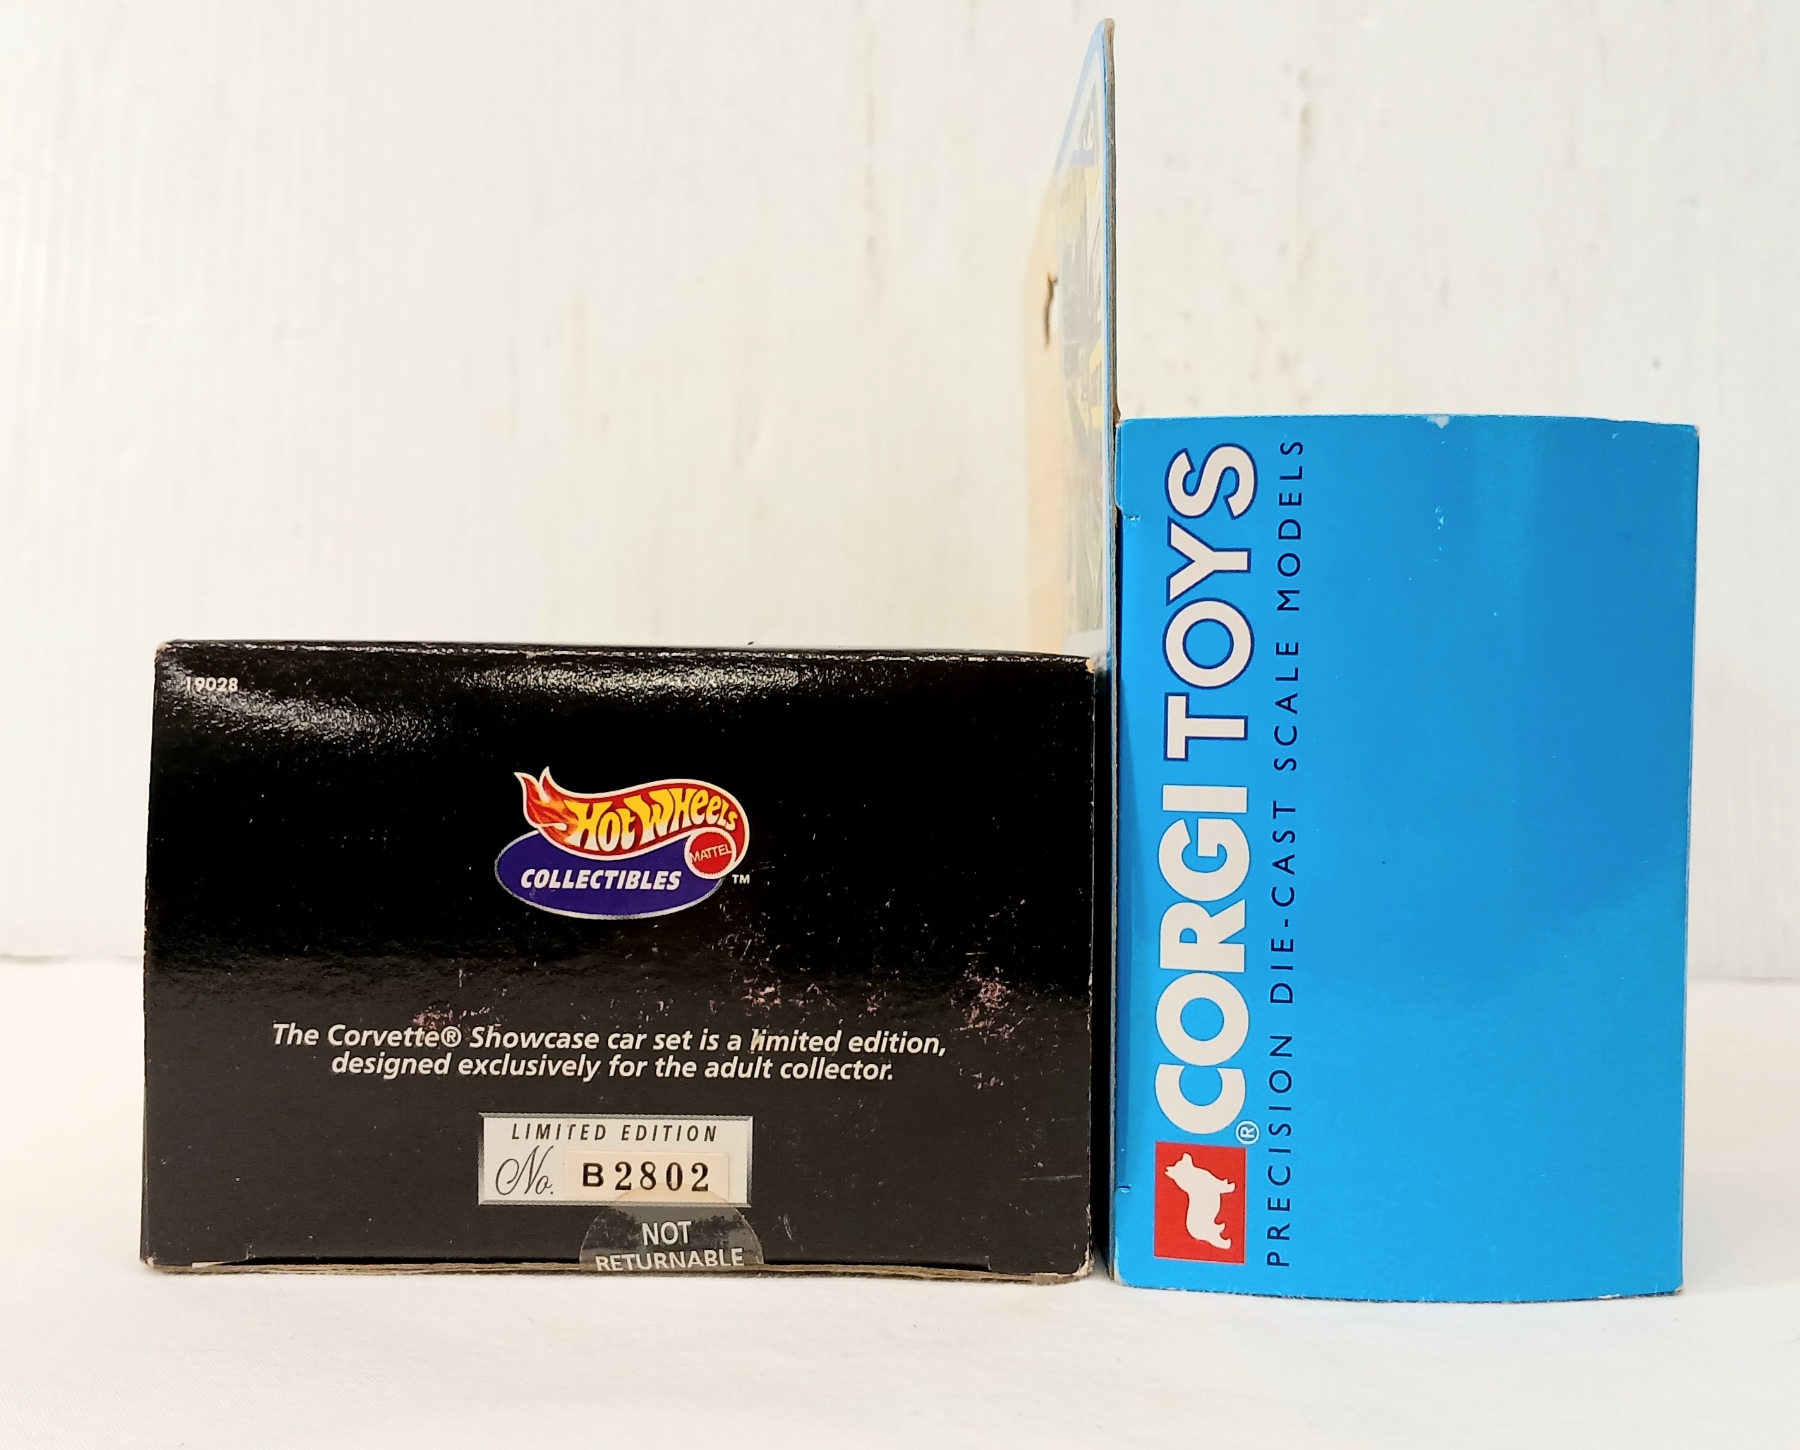 19028
HOT WHEELS
MATTEL
COLLECTIBLES
TM
The Corvette® Showcase car set is a limited edition,
designed exclusively for the adult collector.
LIMITED EDITION
No. B2802
NOT
RETURNABLE
CORGI TOYS
®
PRECISION DIE-CAST SCALE MODELS